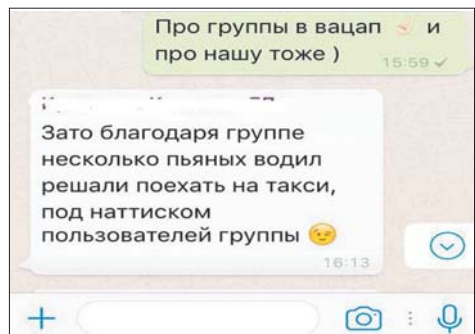 Про группы в вацап 👌🏻 и
про нашу тоже )
15:59
Зато благодаря группе
несколько пьяных водил
решали поехать на такси,
под наттиском
пользователей группы 😉
16:13